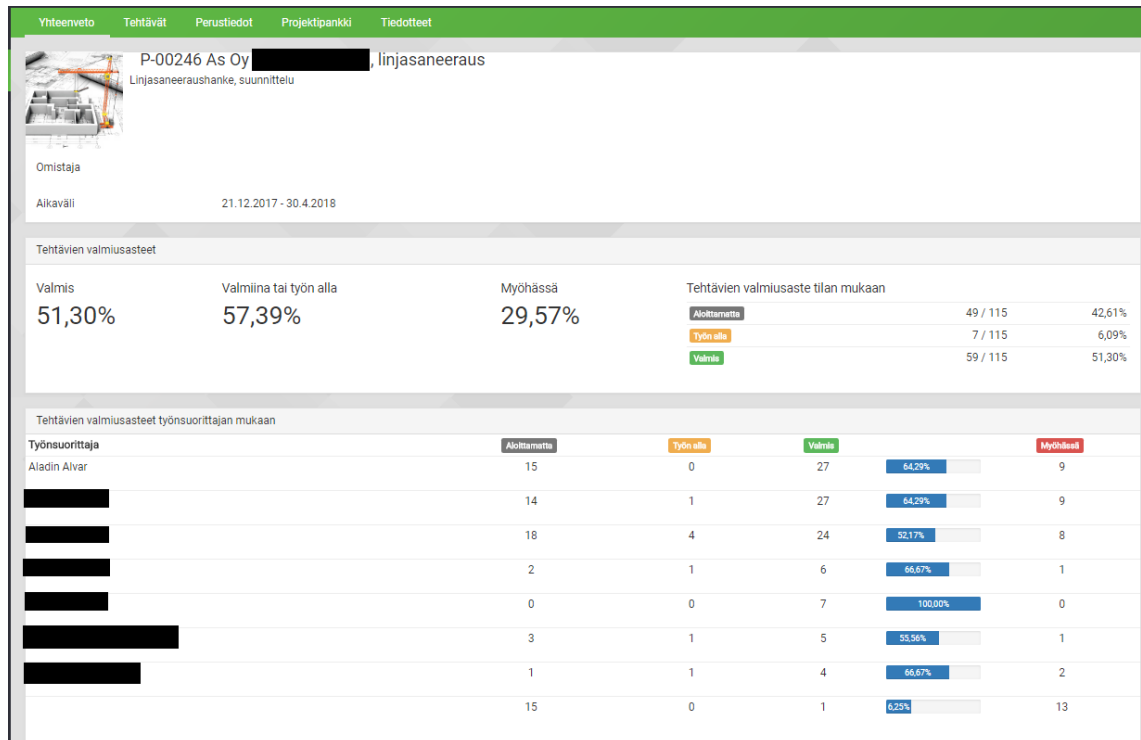 Yhteenveto Tehtävät Perustiedot Projektipankki Tiedotteet
P-00246 As Oy , linjasaneeraus
Linjasaneeraushanke, suunnittelu
Omistaja
Aikaväli 21.12.2017 - 30.4.2018
Tehtävien valmiusasteet
Valmis Valmiina tai työn alla Myöhässä Tehtävien valmiusaste tilan mukaan
51,30% 57,39% 29,57%
Aloittamatta 49 / 115 42,61%
Työn alla 7 / 115 6,09%
Valmis 59 / 115 51,30%
Tehtävien valmiusasteet työnsuorittajan mukaan
Työnsuorittaja Aloittamatta Työn alla Valmis Myöhässä
Aladin Alvar 15 0 27 64,29% 9
14 1 27 64,29% 9
18 4 24 52,17% 8
2 1 6 66,67% 1
0 0 7 100,00% 0
3 1 5 55,56% 1
1 1 4 66,67% 2
15 0 1 6,25% 13